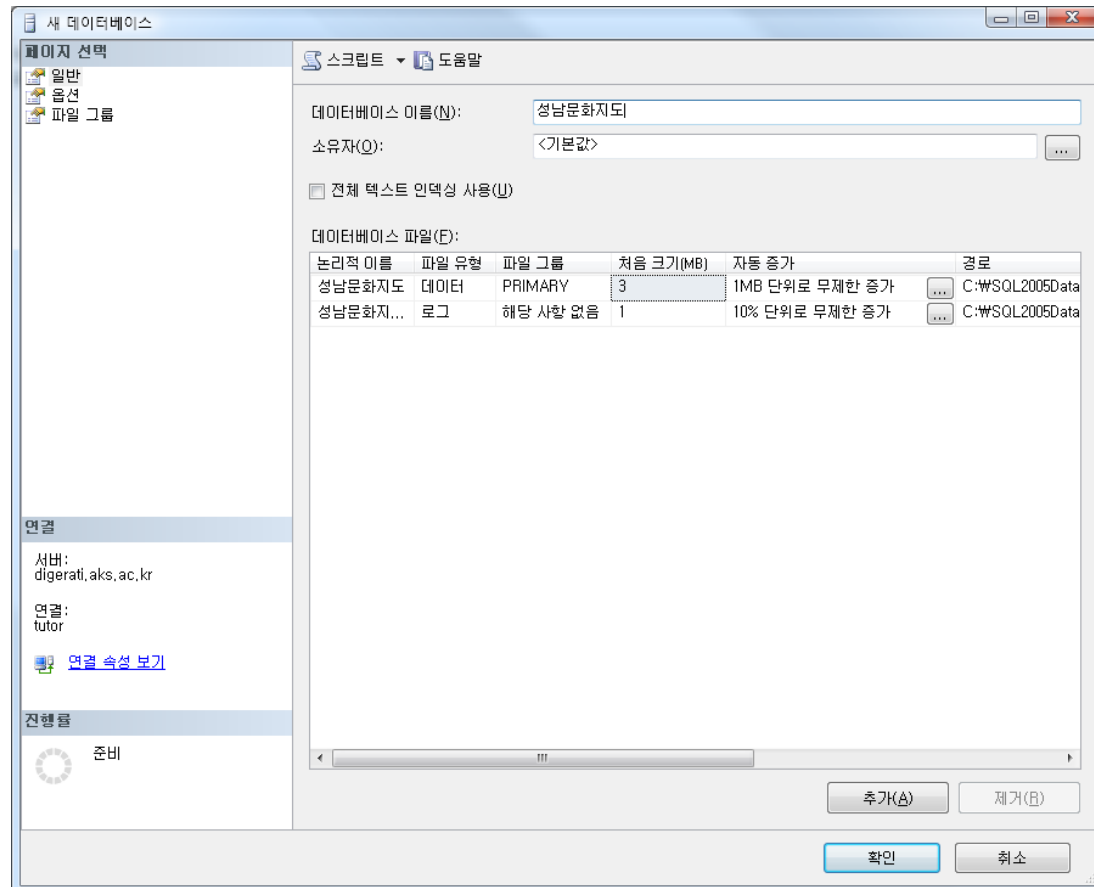 새 데이터베이스
페이지 선택
일반
옵션
파일 그룹
스크립트 도움말
데이터베이스 이름(N): 성남문화지도
소유자(O): <기본값> ...
전체 텍스트 인덱싱 사용(U)
데이터베이스 파일(F):
논리적 이름 파일 유형 파일 그룹 처음 크기(MB) 자동 증가 경로
성남문화지도 데이터 PRIMARY 3 1MB 단위로 무제한 증가 ... C:₩SQL2005Data
성남문화지... 로그 해당 사항 없음 1 10% 단위로 무제한 증가 ... C:₩SQL2005Data
연결
서버:
digerati.aks.ac.kr
연결:
tutor
연결 속성 보기
진행률
준비
추가(A) 제거(R)
확인 취소